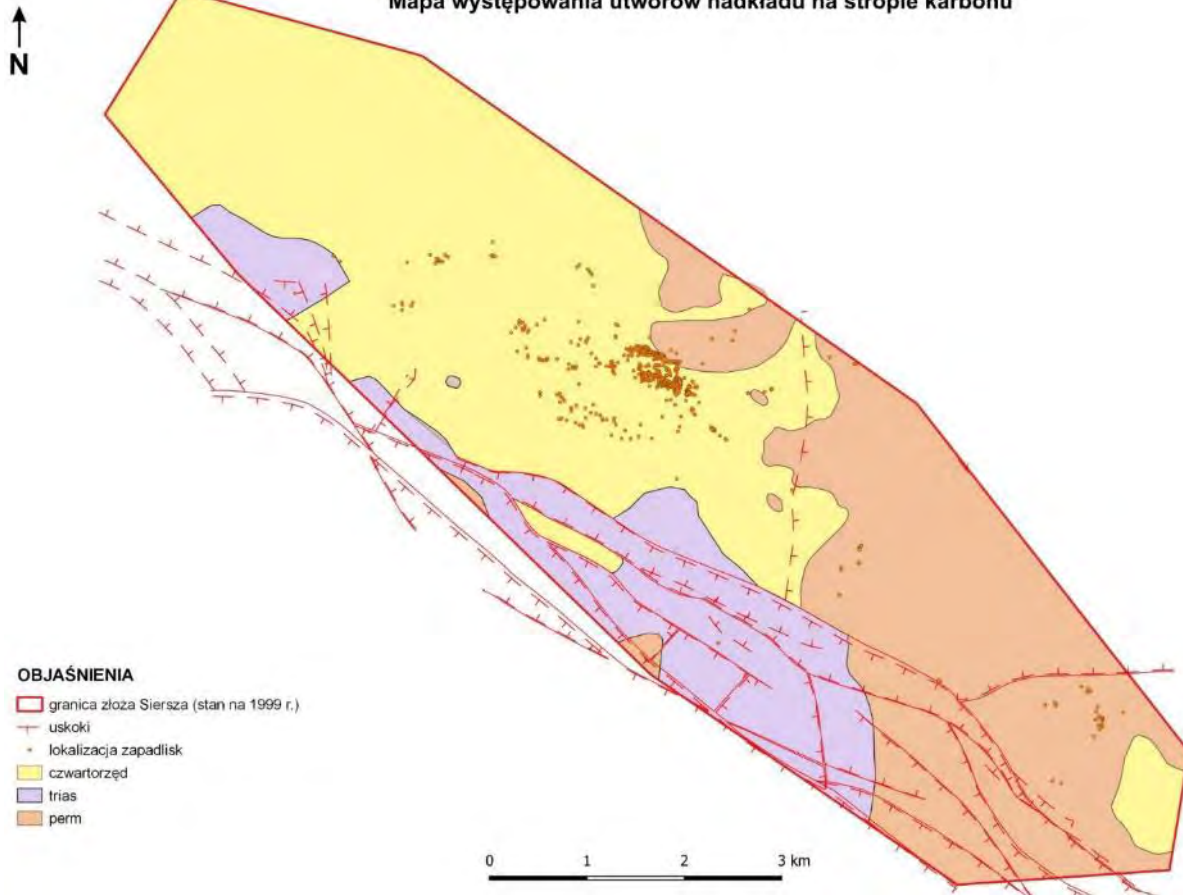 Mapa występowania utworów nadkładu na stropie karbonu
N
OBJAŚNIENIA
granica złoża Siersza (stan na 1999 r.)
uskoki
lokalizacja zapadlisk
czwartorzęd
trias
perm
0 1 2 3 km